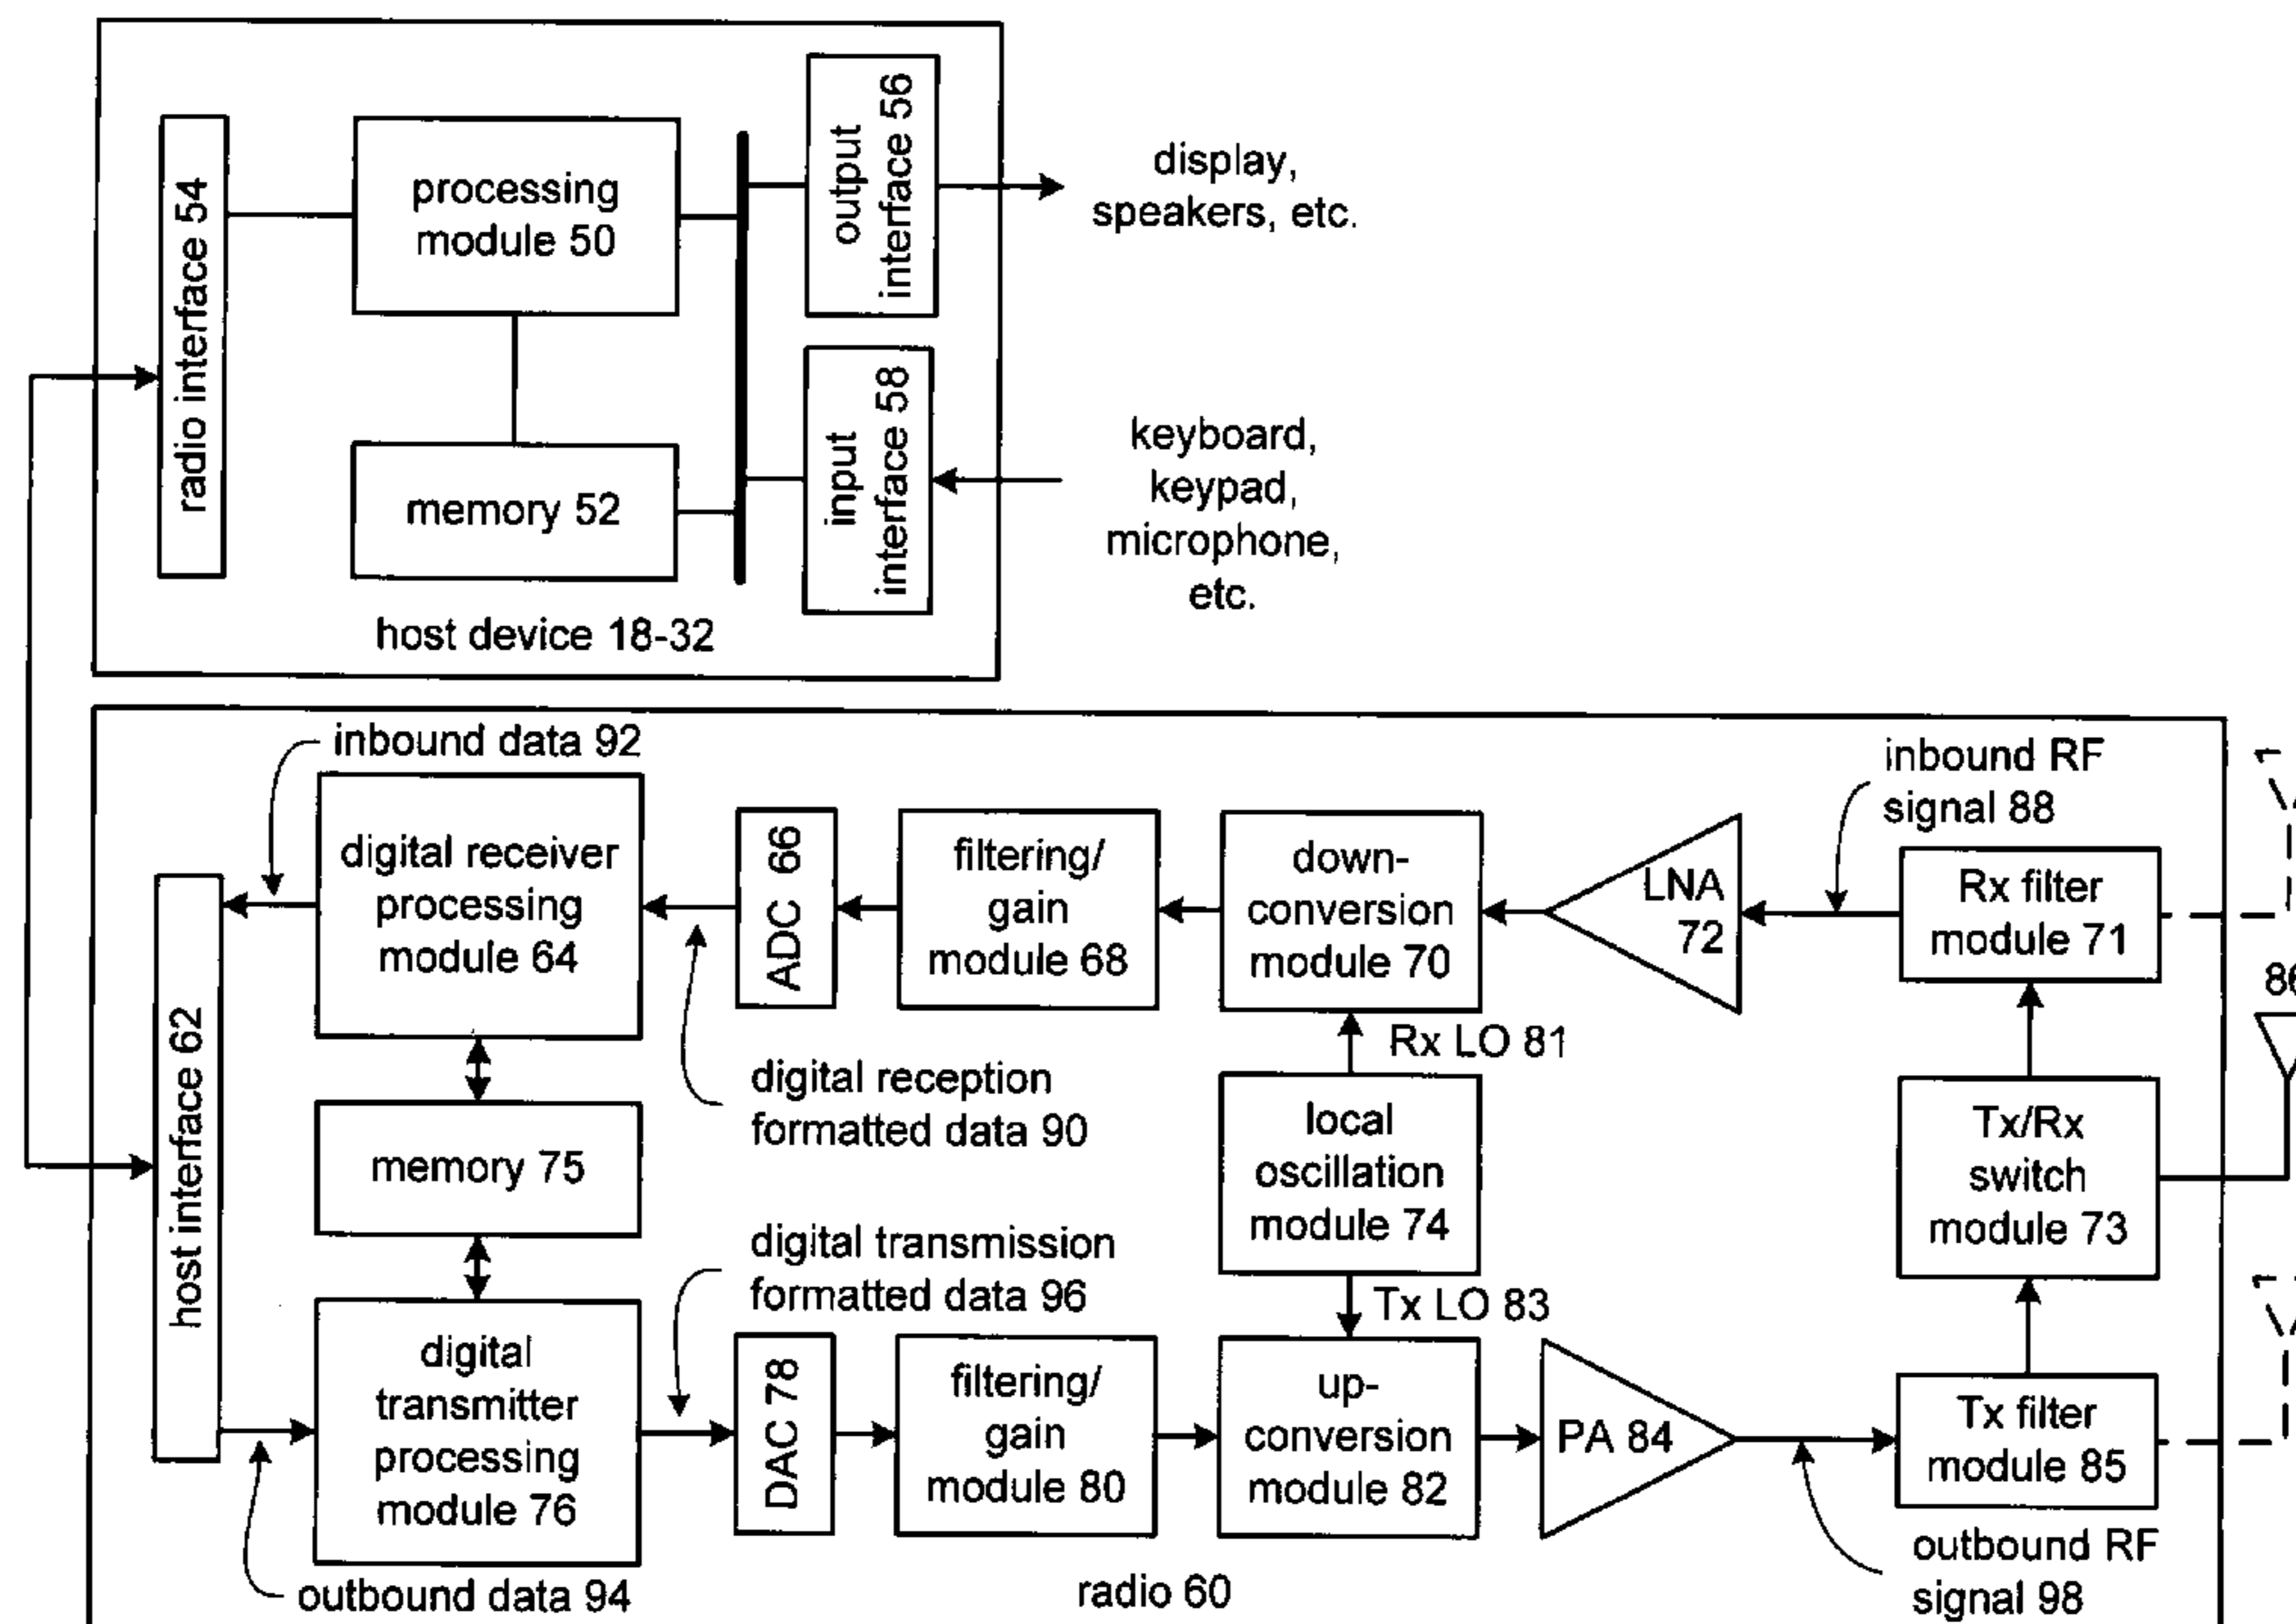 radio interface 54
processing
module 50
memory 52
output
interface 56
input
interface 58
display,
speakers, etc.
keyboard,
keypad,
microphone,
etc.
host device 18-32
inbound data 92
host interface 62
digital receiver
processing
module 64
ADC 66
filtering/
gain
module 68
down-
conversion
module 70
LNA
72
inbound RF
signal 88
Rx filter
module 71
86
Rx LO 81
digital reception
formatted data 90
memory 75
local
oscillation
module 74
Tx/Rx
switch
module 73
digital transmission
formatted data 96
Tx LO 83
digital
transmitter
processing
module 76
DAC 78
filtering/
gain
module 80
up-
conversion
module 82
PA 84
Tx filter
module 85
outbound data 94
radio 60
outbound RF
signal 98